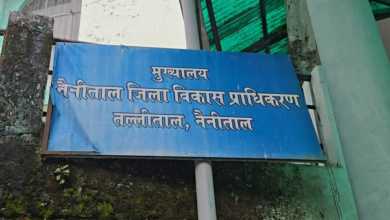 मुख्यालय
नैनीताल जिला विकास प्राधिकरण
तल्लीताल, नैनीताल